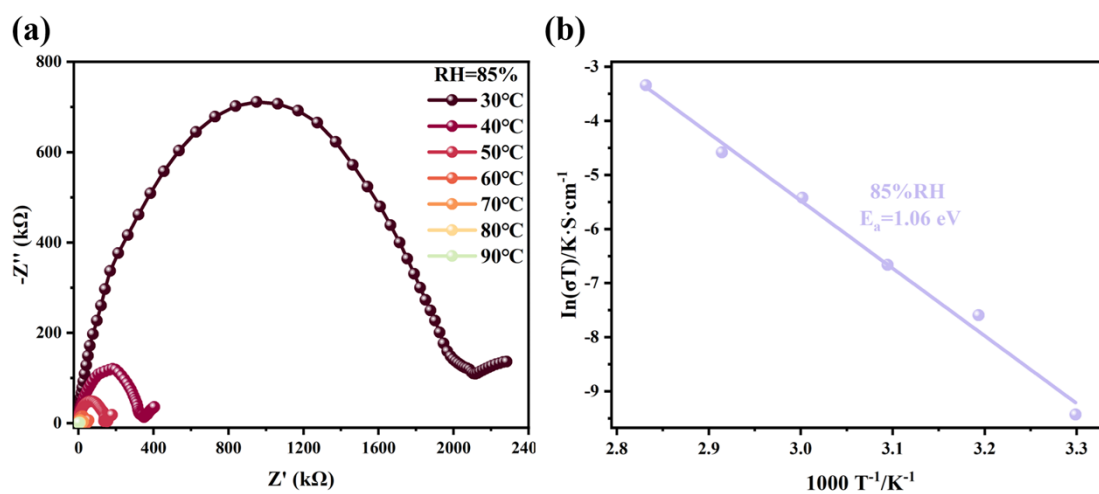 (a)
800
600
400
200
0
-Z'' (kΩ)
0
400
800
1200
1600
2000
240
Z' (kΩ)
RH=85%
30°C
40°C
50°C
60°C
70°C
80°C
90°C
(b)
-3
-4
-5
-6
-7
-8
-9
In(σT)/K·S·cm⁻¹
85%RH
Eₐ=1.06 eV
2.8
2.9
3.0
3.1
3.2
3.3
1000 T⁻¹/K⁻¹